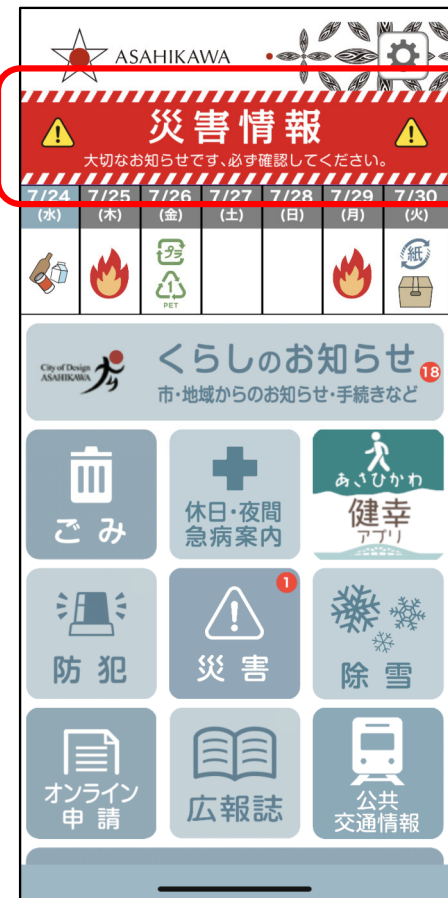 ASAHIKAWA
災害情報
大切なお知らせです、必ず確認してください。
7/24 7/25 7/26 7/27 7/28 7/29 7/30
(水) (木) (金) (土) (日) (月) (火)
プラ
紙
1
PET
City of Design
ASAHIKAWA
くらしのお知らせ
18
市・地域からのお知らせ・手続きなど
ごみ
休日・夜間
急病案内
あさひかわ
健幸
アプリ
防犯
1
災害
除雪
オンライン
申請
広報誌
公共
交通情報